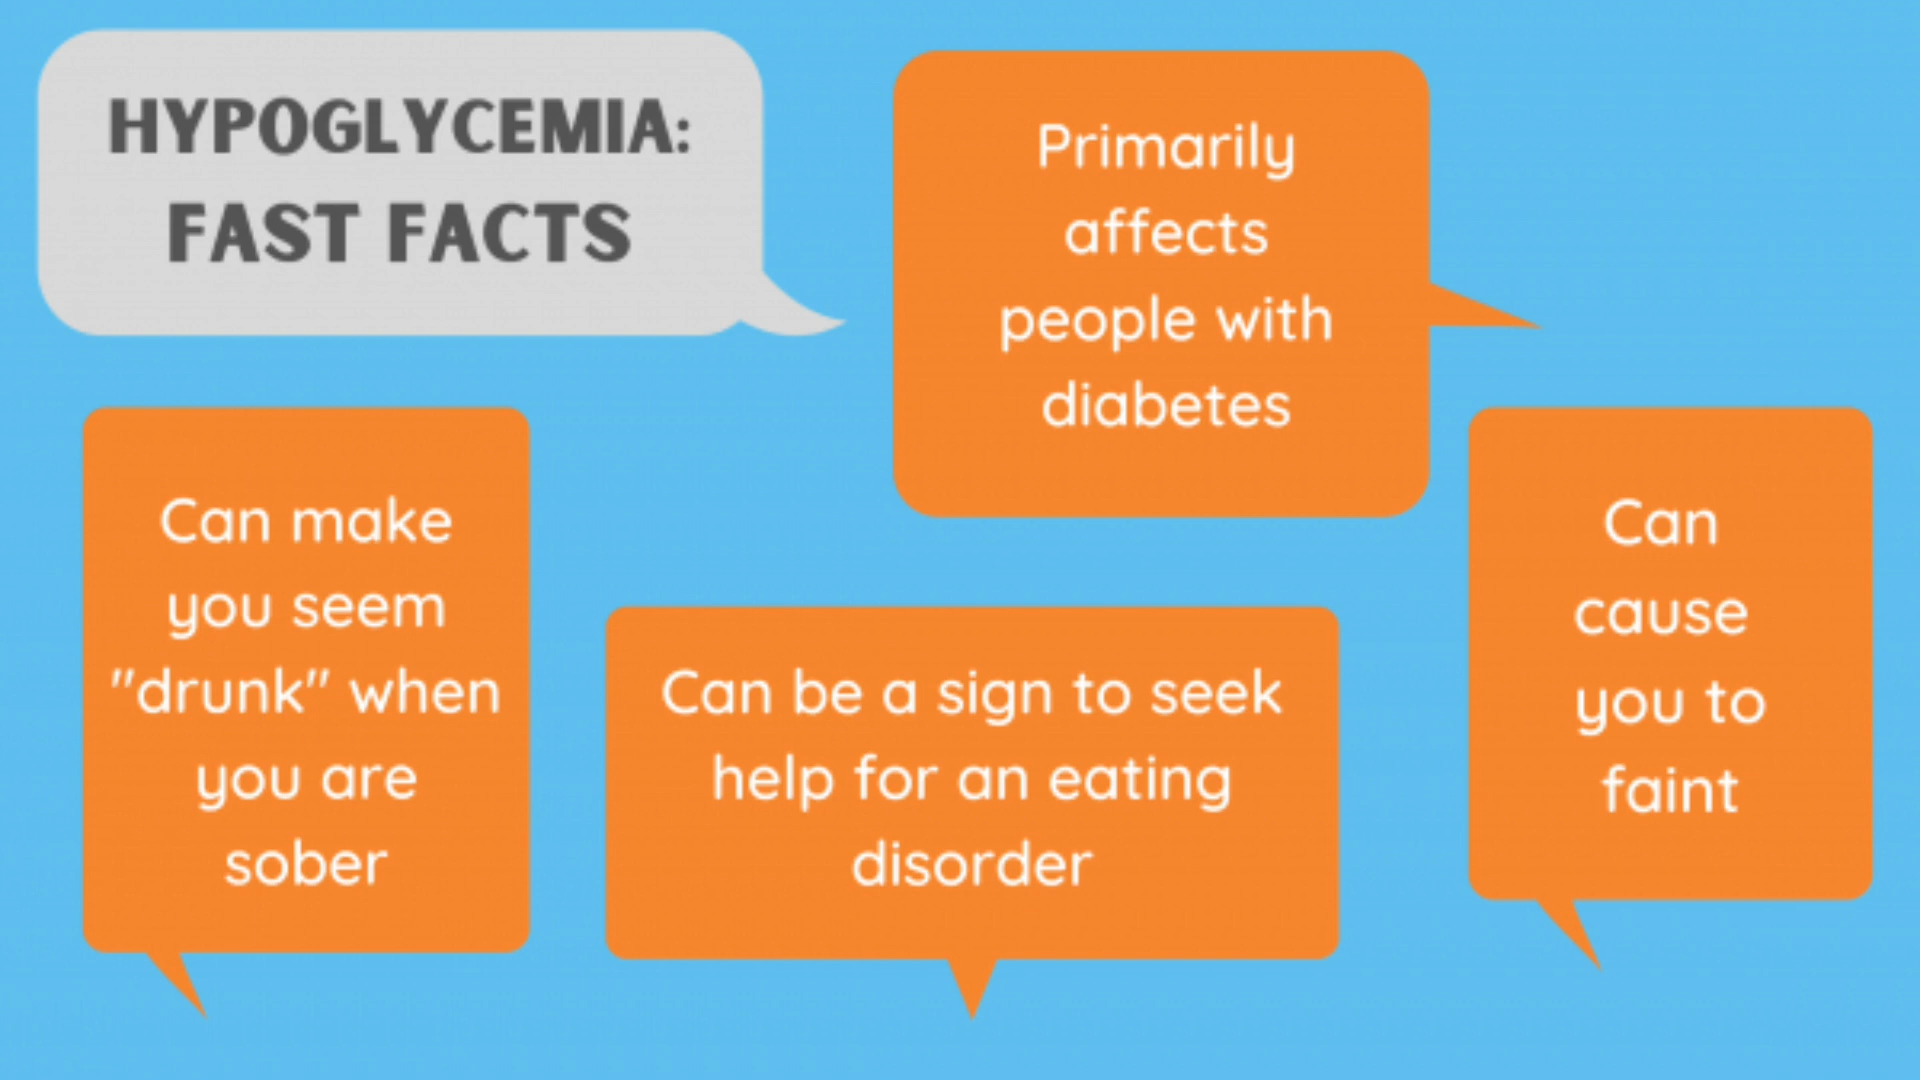 HYPOGLYCEMIA:
FAST FACTS
Primarily
affects
people with
diabetes
Can make
you seem
"drunk" when
you are
sober
Can be a sign to seek
help for an eating
disorder
Can
cause
you to
faint